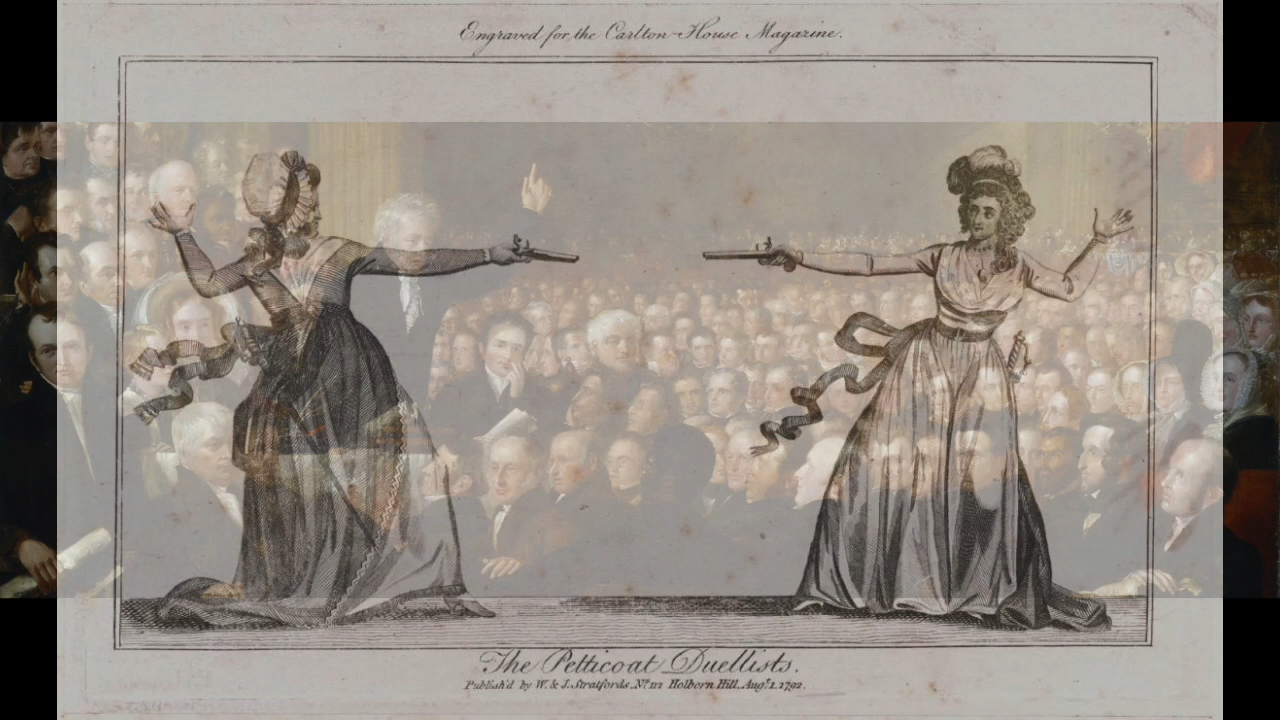 Engraved for the Carlton-House Magazine.
The Petticoat Duellists.
Publish'd by W. & J. Stratfords, No. 112 Holborn Hill, Augt. 1. 1792.